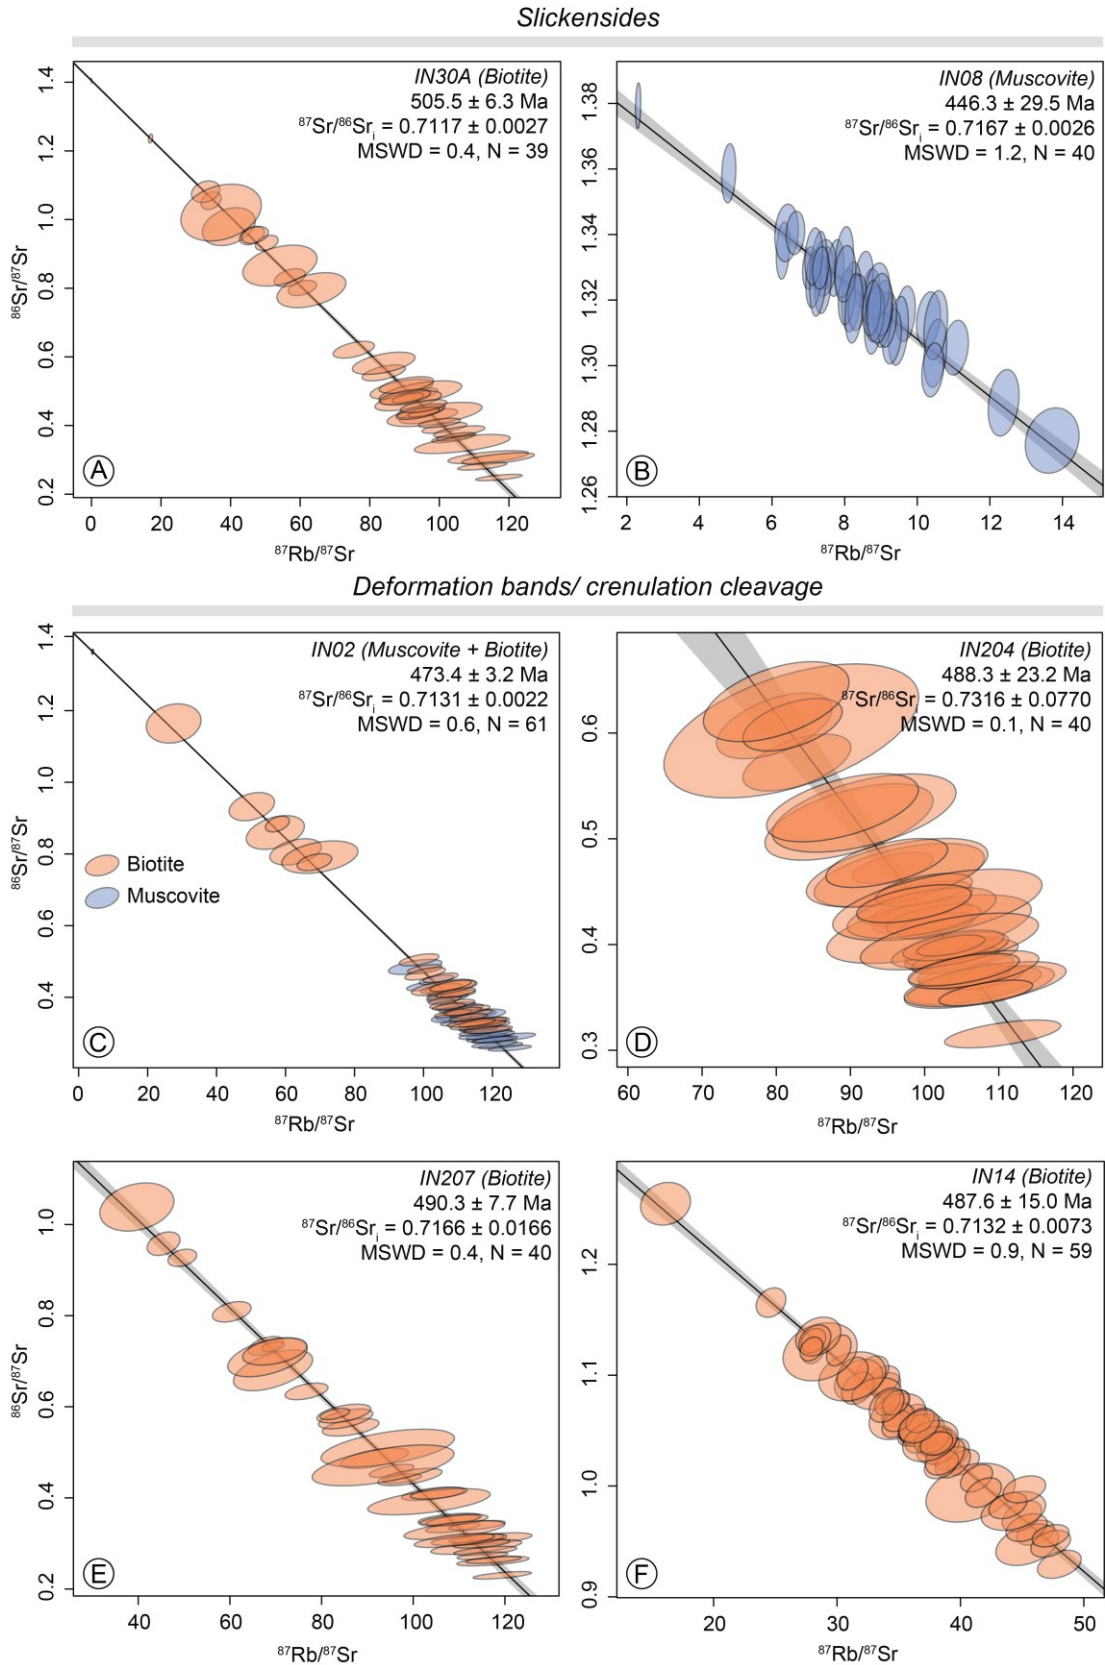 Slickensides
IN30A (Biotite)
505.5 ± 6.3 Ma
⁸⁷Sr/⁸⁶Srᵢ = 0.7117 ± 0.0027
MSWD = 0.4, N = 39
1.4
1.2
1.0
0.8
0.6
0.4
0.2
⁸⁶Sr/⁸⁷Sr
A
0 20 40 60 80 100 120
⁸⁷Rb/⁸⁷Sr
IN08 (Muscovite)
446.3 ± 29.5 Ma
⁸⁷Sr/⁸⁶Srᵢ = 0.7167 ± 0.0026
MSWD = 1.2, N = 40
1.38
1.36
1.34
1.32
1.30
1.28
1.26
B
2 4 6 8 10 12 14
⁸⁷Rb/⁸⁷Sr
Deformation bands/ crenulation cleavage
IN02 (Muscovite + Biotite)
473.4 ± 3.2 Ma
⁸⁷Sr/⁸⁶Srᵢ = 0.7131 ± 0.0022
MSWD = 0.6, N = 61
1.4
1.2
1.0
0.8
0.6
0.4
⁸⁶Sr/⁸⁷Sr
Biotite
Muscovite
C
0 20 40 60 80 100 120
⁸⁷Rb/⁸⁷Sr
IN204 (Biotite)
488.3 ± 23.2 Ma
⁸⁷Sr/⁸⁶Srᵢ = 0.7316 ± 0.0770
MSWD = 0.1, N = 40
0.6
0.5
0.4
0.3
D
60 70 80 90 100 110 120
⁸⁷Rb/⁸⁷Sr
IN207 (Biotite)
490.3 ± 7.7 Ma
⁸⁷Sr/⁸⁶Srᵢ = 0.7166 ± 0.0166
MSWD = 0.4, N = 40
1.0
0.8
0.6
0.4
0.2
⁸⁶Sr/⁸⁷Sr
E
40 60 80 100 120
⁸⁷Rb/⁸⁷Sr
IN14 (Biotite)
487.6 ± 15.0 Ma
⁸⁷Sr/⁸⁶Srᵢ = 0.7132 ± 0.0073
MSWD = 0.9, N = 59
1.2
1.1
1.0
0.9
F
20 30 40 50
⁸⁷Rb/⁸⁷Sr